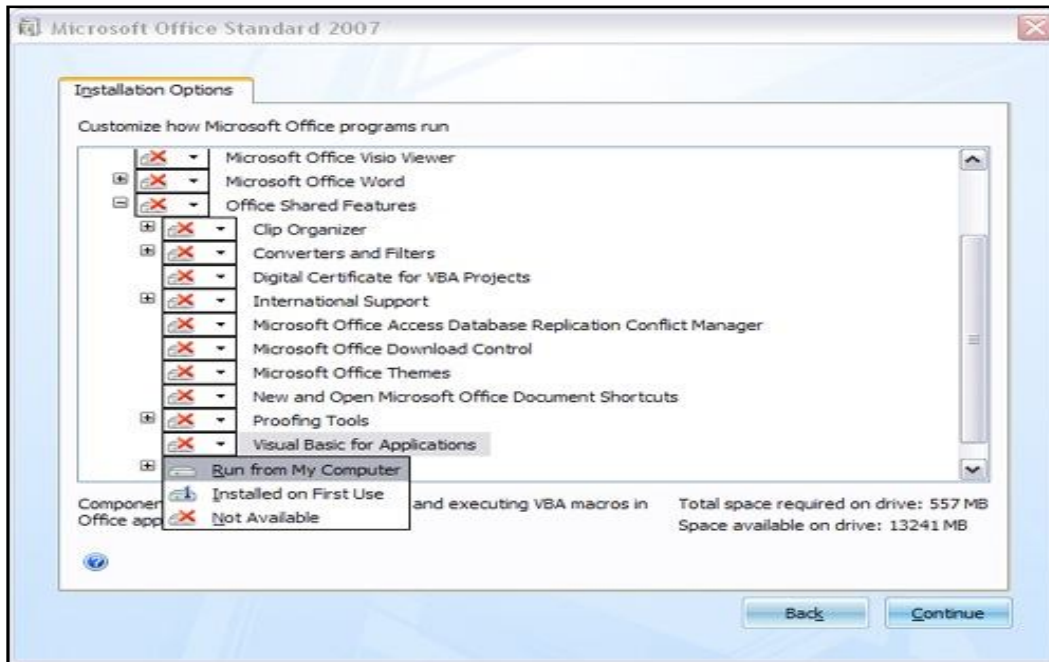 Microsoft Office Standard 2007
Installation Options
Customize how Microsoft Office programs run
Microsoft Office Visio Viewer
Microsoft Office Word
Office Shared Features
Clip Organizer
Converters and Filters
Digital Certificate for VBA Projects
International Support
Microsoft Office Access Database Replication Conflict Manager
Microsoft Office Download Control
Microsoft Office Themes
New and Open Microsoft Office Document Shortcuts
Proofing Tools
Visual Basic for Applications
Run from My Computer
Installed on First Use
Not Available
Componen and executing VBA macros in
Office app
Total space required on drive: 557 MB
Space available on drive: 13241 MB
Back
Continue